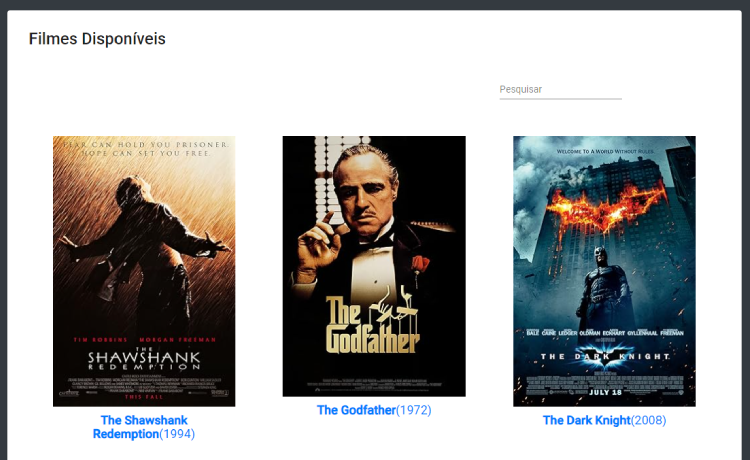 Filmes Disponíveis
Pesquisar
FEAR CAN HOLD YOU PRISONER.
HOPE CAN SET YOU FREE.
TIM ROBBINS MORGAN FREEMAN
THE
SHAWSHANK
REDEMPTION
THIS FALL
The Shawshank
Redemption(1994)
The
Godfather
The Godfather(1972)
WELCOME TO A WORLD WITHOUT RULES.
BALE CAINE LEDGER OLDMAN ECKHART GYLLENHAAL FREEMAN
THE DARK KNIGHT
JULY 18
The Dark Knight(2008)